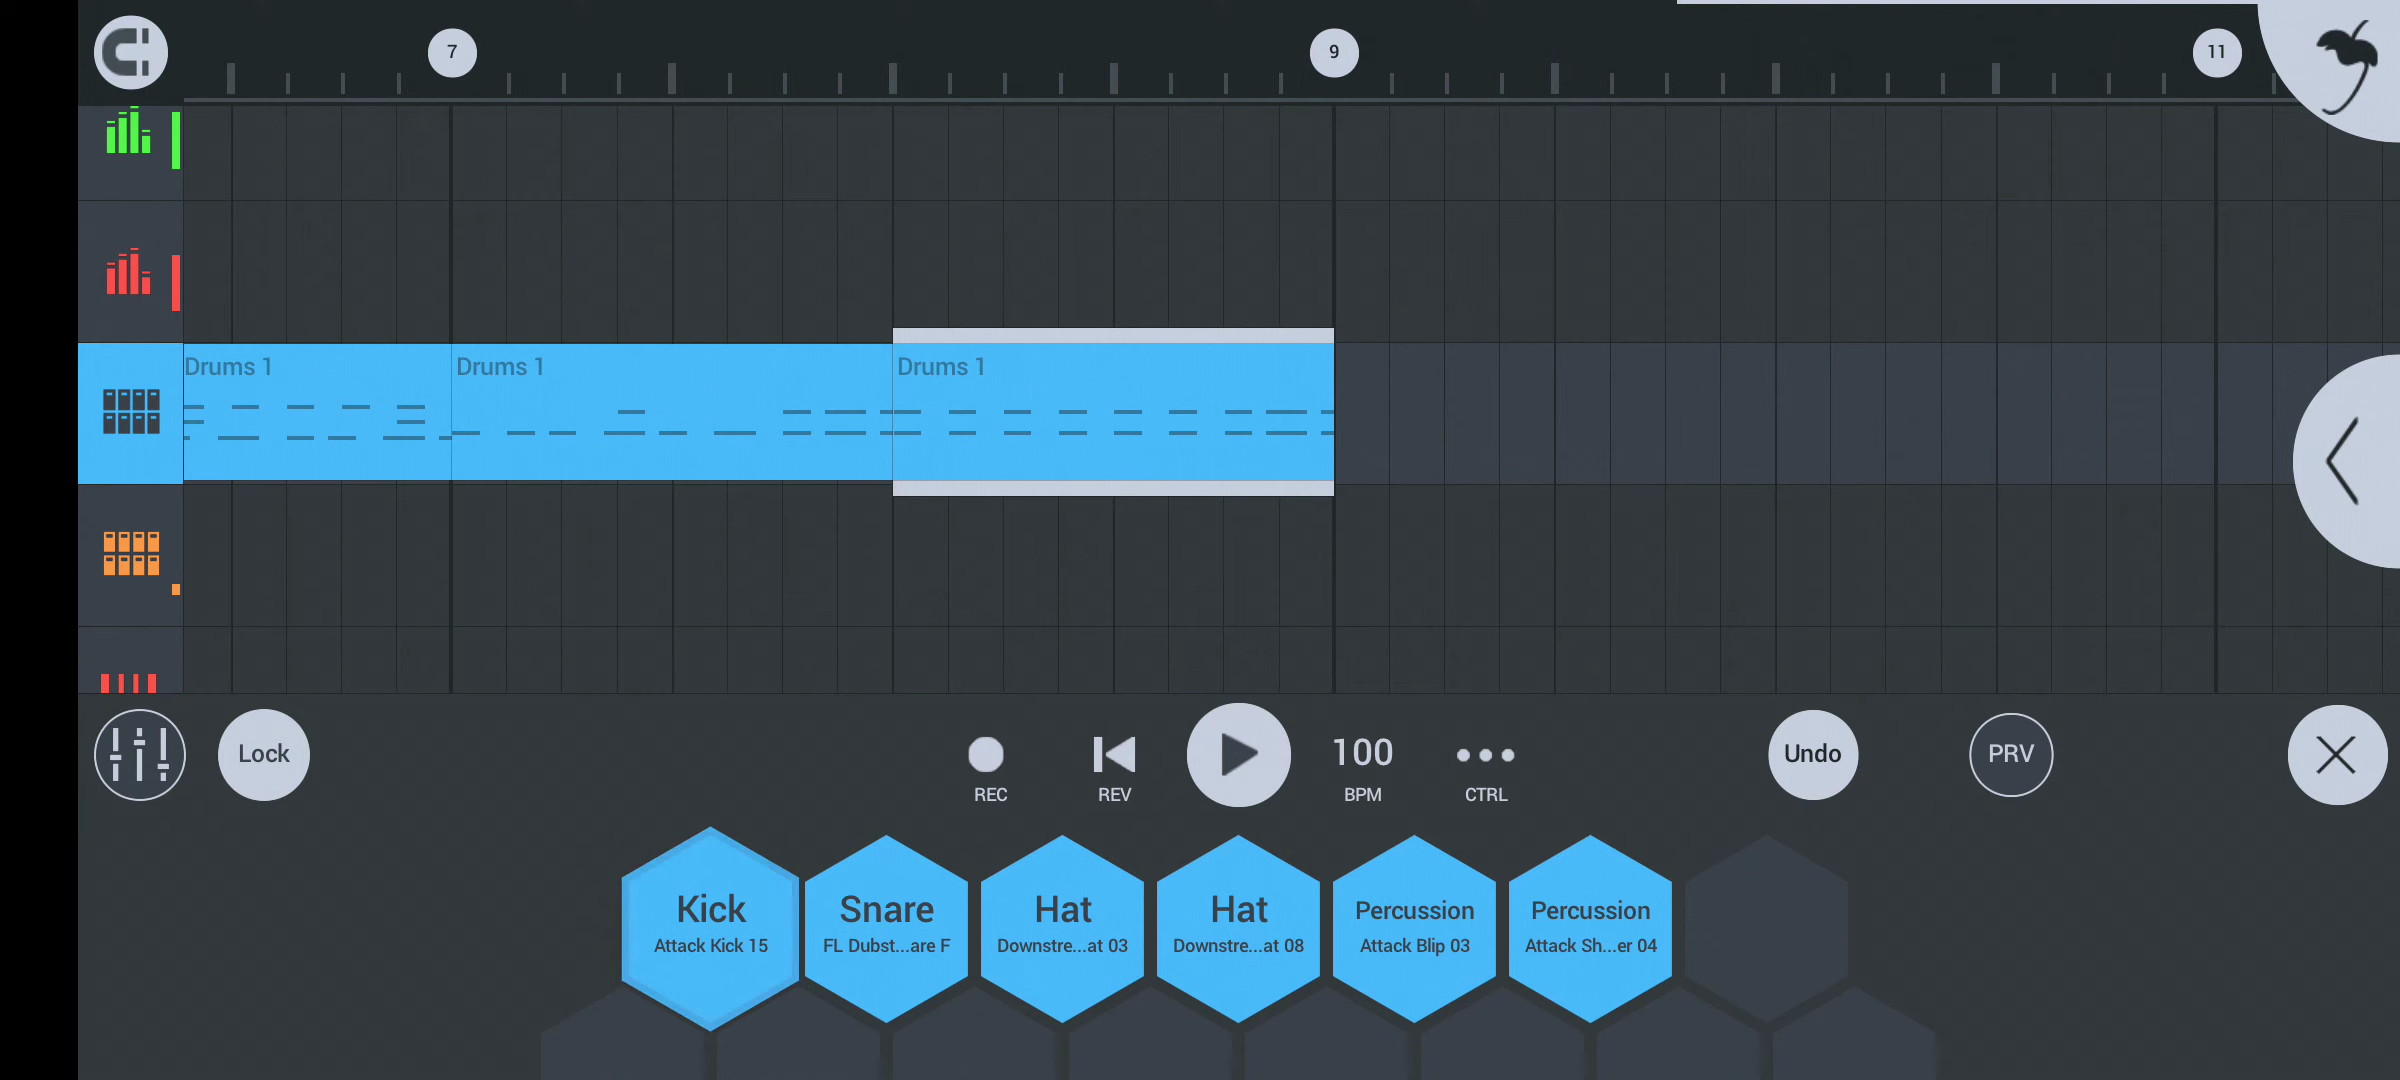 7
9
11
Drums 1
Drums 1
Drums 1
Lock
REC
REV
100
BPM
CTRL
Undo
PRV
Kick
Attack Kick 15
Snare
FL Dubst...are F
Hat
Downstre...at 03
Hat
Downstre...at 08
Percussion
Attack Blip 03
Percussion
Attack Sh...er 04